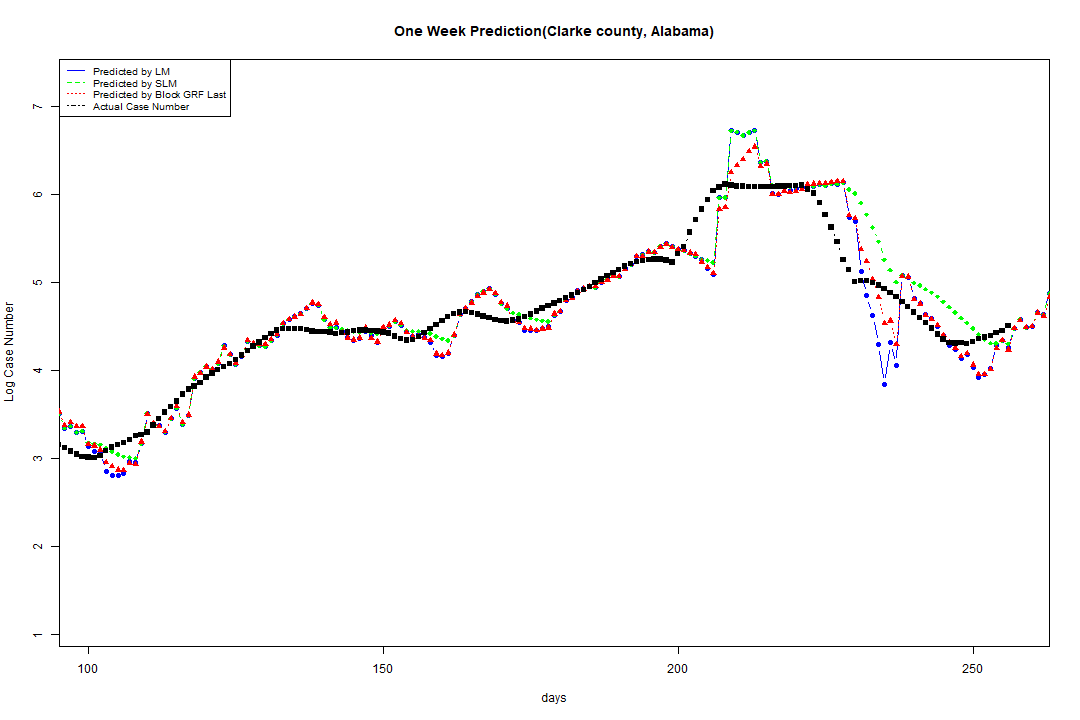 One Week Prediction(Clarke county, Alabama)
Predicted by LM
Predicted by SLM
Predicted by Block GRF Last
Actual Case Number
7
6
5
4
3
2
1
Log Case Number
100 150 200 250
days